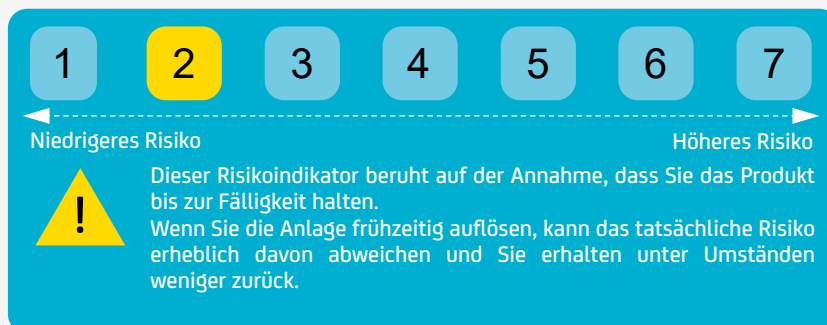 1 2 3 4 5 6 7
Niedrigeres Risiko Höheres Risiko
! Dieser Risikoindikator beruht auf der Annahme, dass Sie das Produkt
bis zur Fälligkeit halten.
Wenn Sie die Anlage frühzeitig auflösen, kann das tatsächliche Risiko
erheblich davon abweichen und Sie erhalten unter Umständen
weniger zurück.